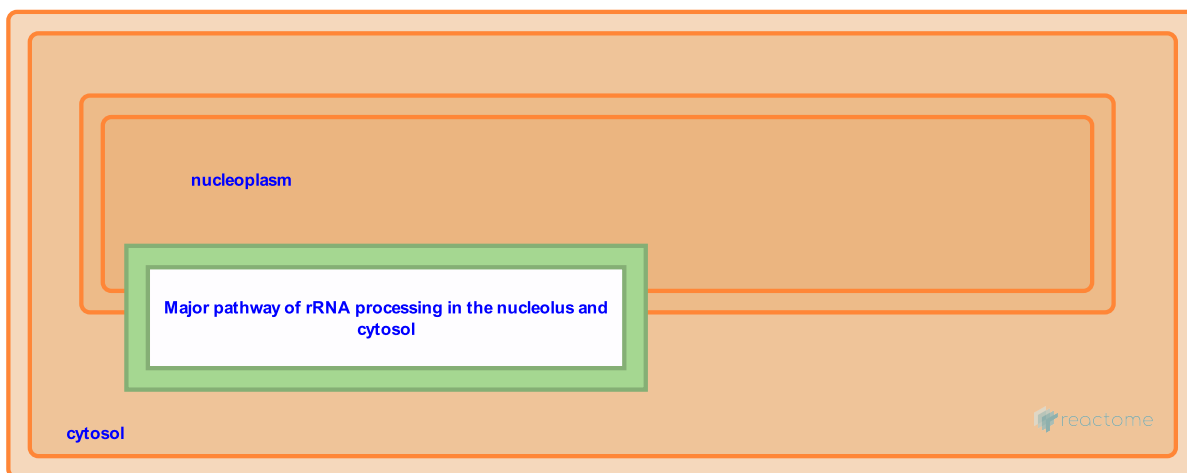 nucleoplasm
Major pathway of rRNA processing in the nucleolus and
cytosol
cytosol
reactome